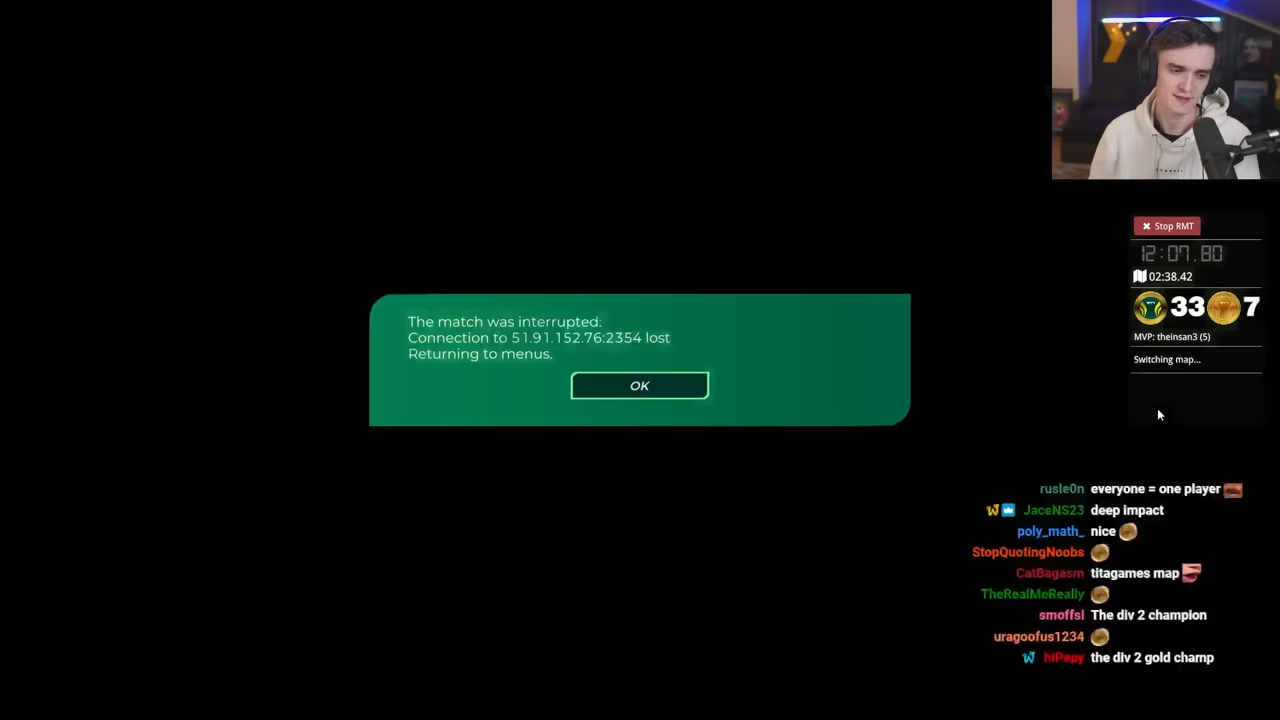 Stop RMT
12:07.80
02:38.42
33 7
MVP: theinsan3 (5)
Switching map...
The match was interrupted:
Connection to 51.91.152.76:2354 lost
Returning to menus.
OK
rusle0n everyone = one player
JaceNS23 deep impact
poly_math_ nice
StopQuotingNoobs
CatBagasm titagames map
TheRealMeReally
smoffsl The div 2 champion
uragoofus1234
hiPapy the div 2 gold champ